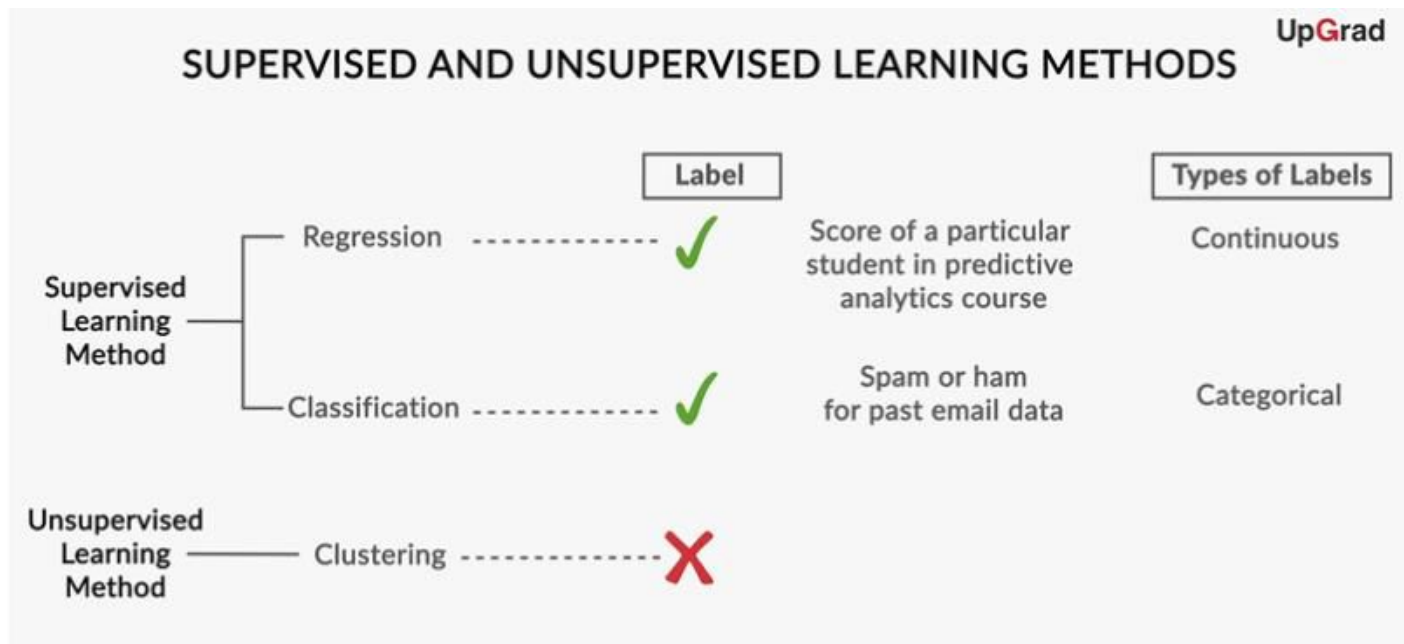 UpGrad
SUPERVISED AND UNSUPERVISED LEARNING METHODS
Label
Types of Labels
Supervised
Learning
Method
Regression
Score of a particular
student in predictive
analytics course
Continuous
Classification
Spam or ham
for past email data
Categorical
Unsupervised
Learning
Method
Clustering